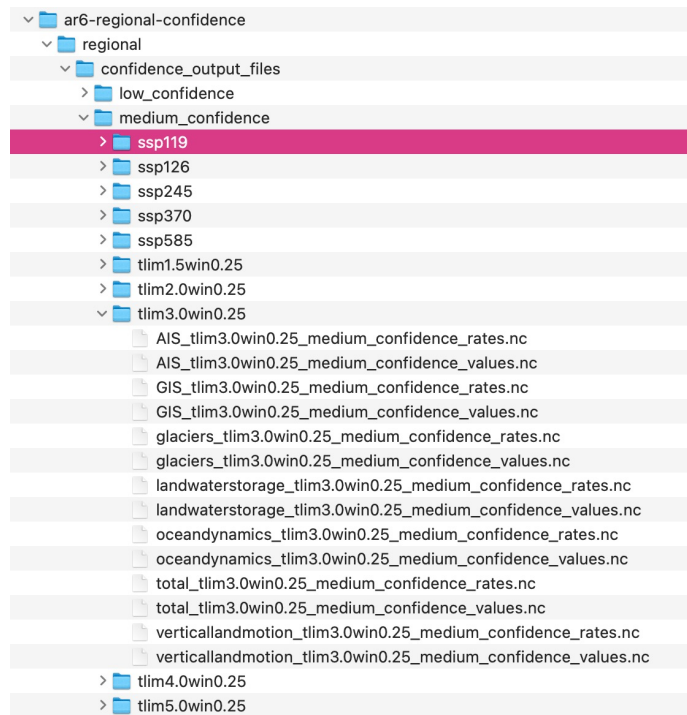 ar6-regional-confidence
regional
confidence_output_files
low_confidence
medium_confidence
ssp119
ssp126
ssp245
ssp370
ssp585
tlim1.5win0.25
tlim2.0win0.25
tlim3.0win0.25
AIS_tlim3.0win0.25_medium_confidence_rates.nc
AIS_tlim3.0win0.25_medium_confidence_values.nc
GIS_tlim3.0win0.25_medium_confidence_rates.nc
GIS_tlim3.0win0.25_medium_confidence_values.nc
glaciers_tlim3.0win0.25_medium_confidence_rates.nc
glaciers_tlim3.0win0.25_medium_confidence_values.nc
landwaterstorage_tlim3.0win0.25_medium_confidence_rates.nc
landwaterstorage_tlim3.0win0.25_medium_confidence_values.nc
oceandynamics_tlim3.0win0.25_medium_confidence_rates.nc
oceandynamics_tlim3.0win0.25_medium_confidence_values.nc
total_tlim3.0win0.25_medium_confidence_rates.nc
total_tlim3.0win0.25_medium_confidence_values.nc
verticallandmotion_tlim3.0win0.25_medium_confidence_rates.nc
verticallandmotion_tlim3.0win0.25_medium_confidence_values.nc
tlim4.0win0.25
tlim5.0win0.25